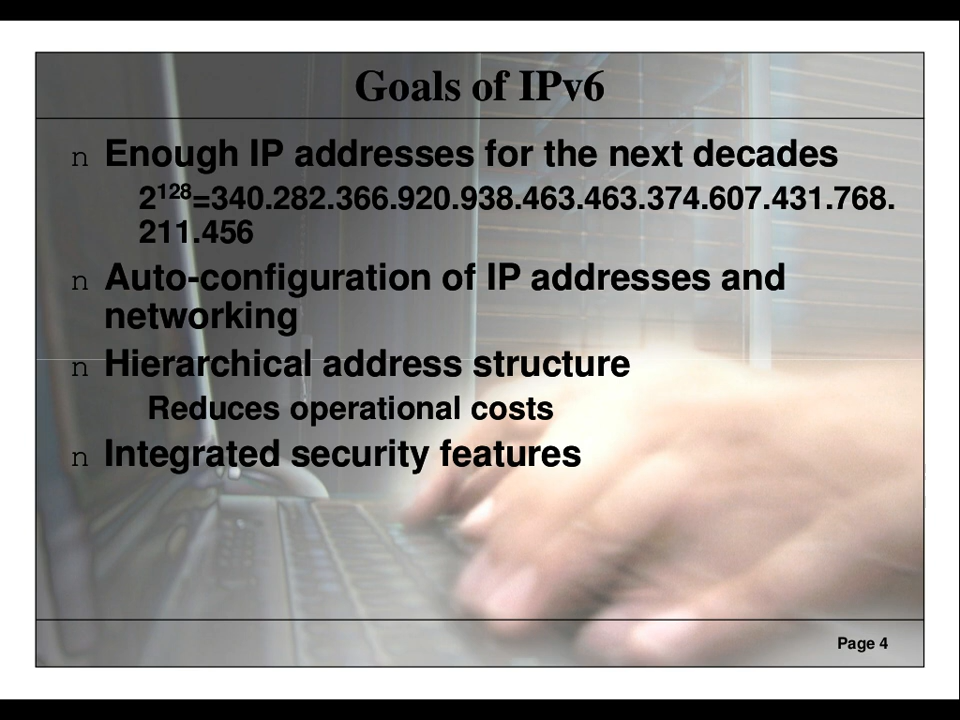 Goals of IPv6
n Enough IP addresses for the next decades
2¹²⁸=340.282.366.920.938.463.463.374.607.431.768.
211.456
n Auto-configuration of IP addresses and
networking
n Hierarchical address structure
Reduces operational costs
n Integrated security features
Page 4